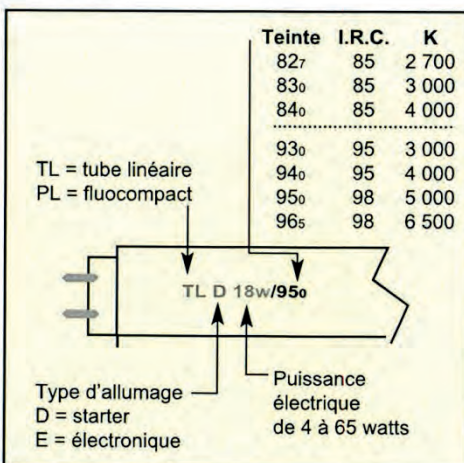 Teinte I.R.C. K
827 85 2 700
830 85 3 000
840 85 4 000
930 95 3 000
940 95 4 000
950 98 5 000
965 98 6 500
TL = tube linéaire
PL = fluocompact
TL D 18w/950
Type d'allumage
D = starter
E = électronique
Puissance
électrique
de 4 à 65 watts